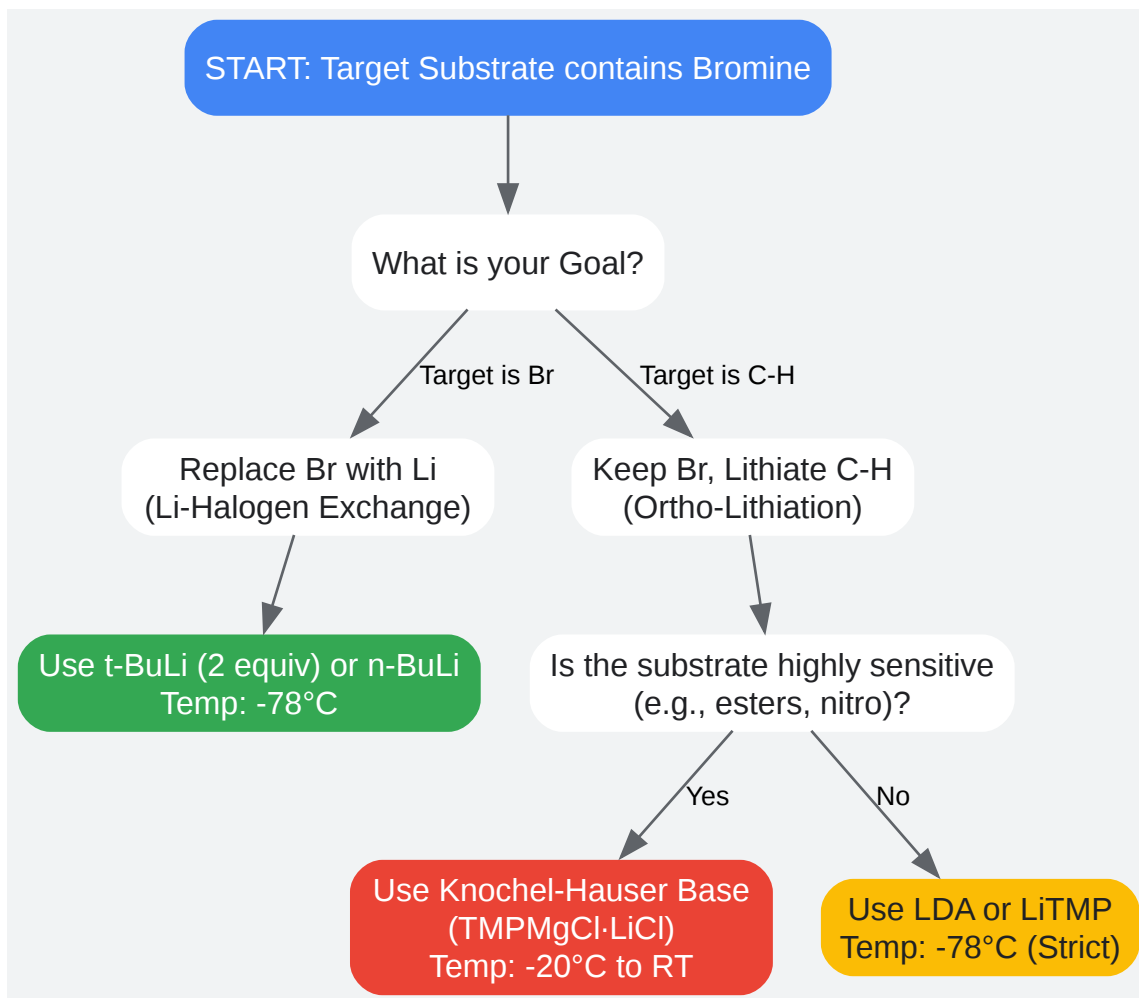 START: Target Substrate contains Bromine
What is your Goal?
Target is Br
Target is C-H
Replace Br with Li
(Li-Halogen Exchange)
Keep Br, Lithiate C-H
(Ortho-Lithiation)
Use t-BuLi (2 equiv) or n-BuLi
Temp: -78°C
Is the substrate highly sensitive
(e.g., esters, nitro)?
Yes
No
Use Knochel-Hauser Base
(TMPMgCl·LiCl)
Temp: -20°C to RT
Use LDA or LiTMP
Temp: -78°C (Strict)